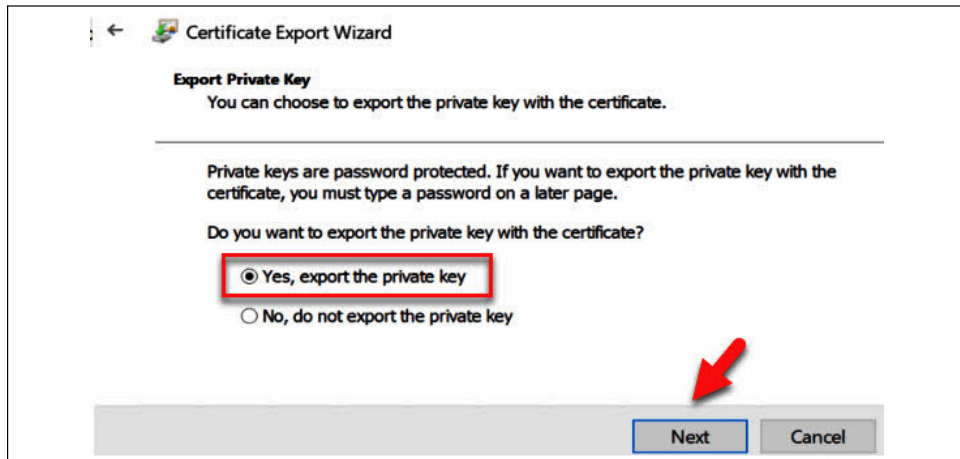 Certificate Export Wizard
Export Private Key
You can choose to export the private key with the certificate.
Private keys are password protected. If you want to export the private key with the
certificate, you must type a password on a later page.
Do you want to export the private key with the certificate?
Yes, export the private key
No, do not export the private key
Next Cancel